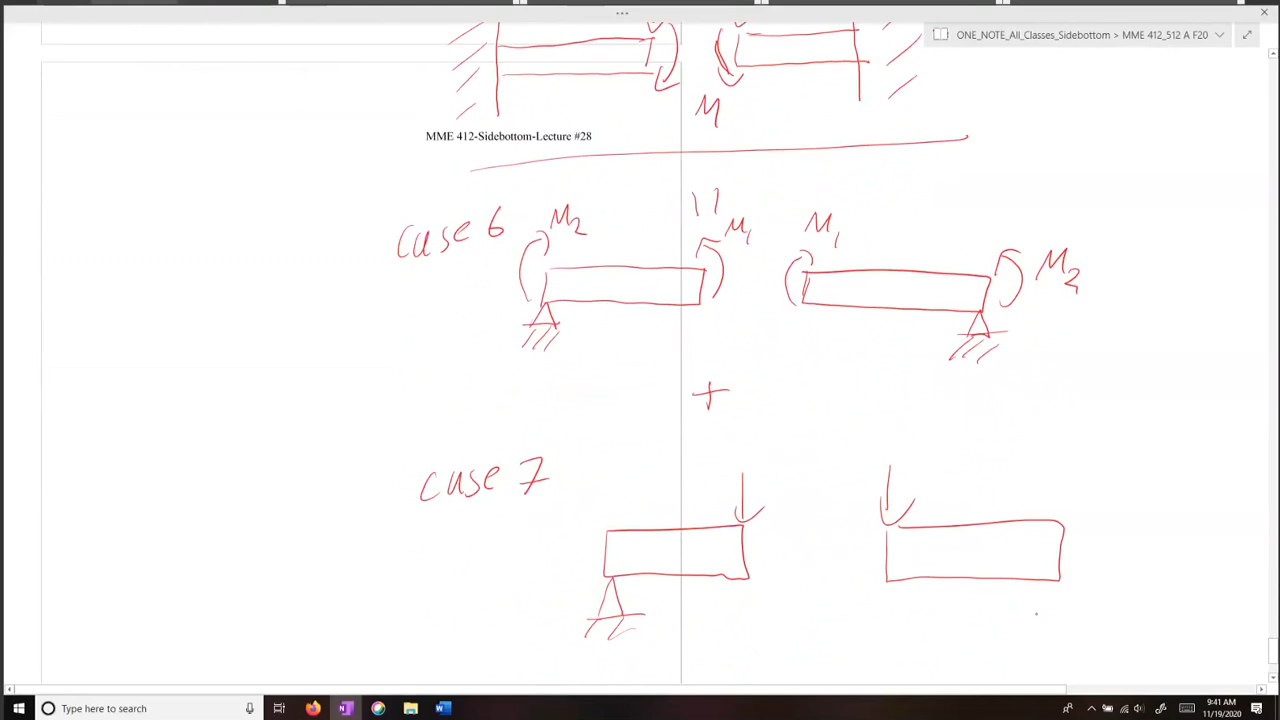 ONE_NOTE_All_Classes_Sidebottom > MME 412_512 A F20
M
MME 412-Sidebottom-Lecture #28
case 6
M2
M1
M1
M2
+
case 7
Type here to search
9:41 AM
11/19/2020